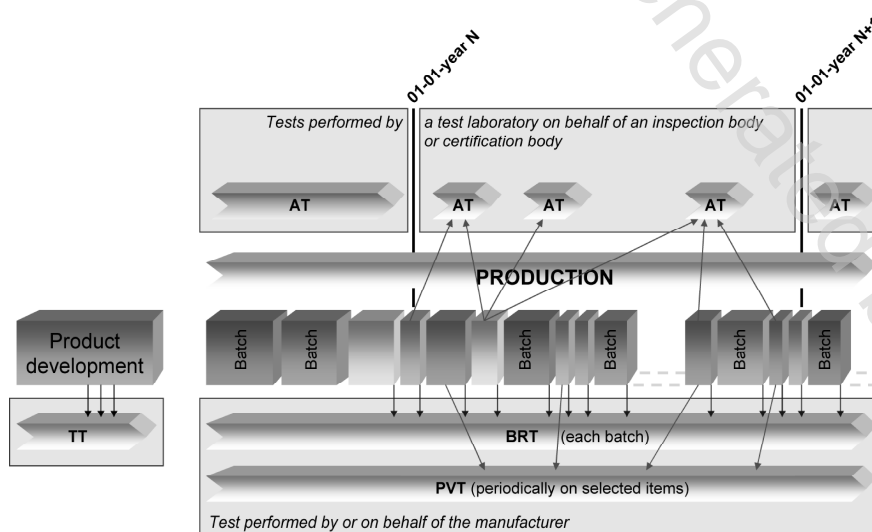 01-01-year N
01-01-year N+
Tests performed by
a test laboratory on behalf of an inspection body
or certification body
AT
AT
AT
AT
AT
PRODUCTION
Product
development
Batch
Batch
Batch
Batch
Batch
Batch
TT
BRT (each batch)
PVT (periodically on selected items)
Test performed by or on behalf of the manufacturer